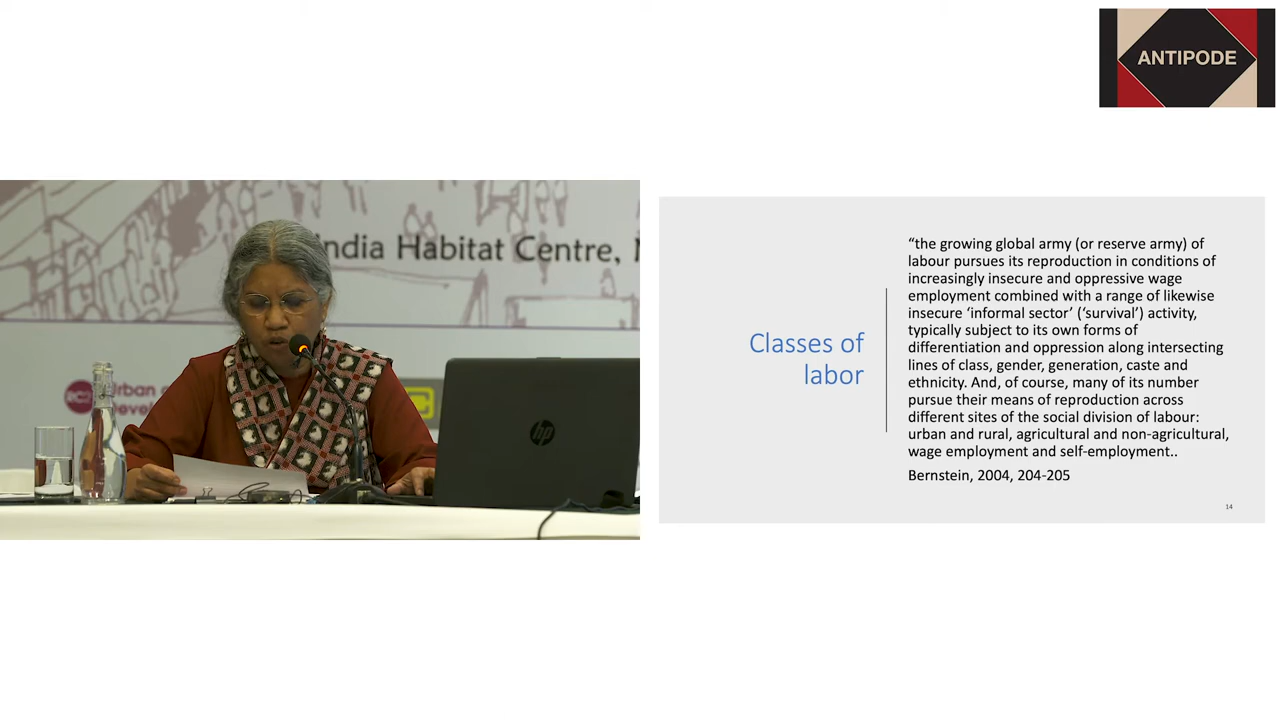 ANTIPODE
India Habitat Centre,
Urban
evel
hp
Classes of
labor
“the growing global army (or reserve army) of
labour pursues its reproduction in conditions of
increasingly insecure and oppressive wage
employment combined with a range of likewise
insecure ‘informal sector’ (‘survival’) activity,
typically subject to its own forms of
differentiation and oppression along intersecting
lines of class, gender, generation, caste and
ethnicity. And, of course, many of its number
pursue their means of reproduction across
different sites of the social division of labour:
urban and rural, agricultural and non-agricultural,
wage employment and self-employment..
Bernstein, 2004, 204-205
14